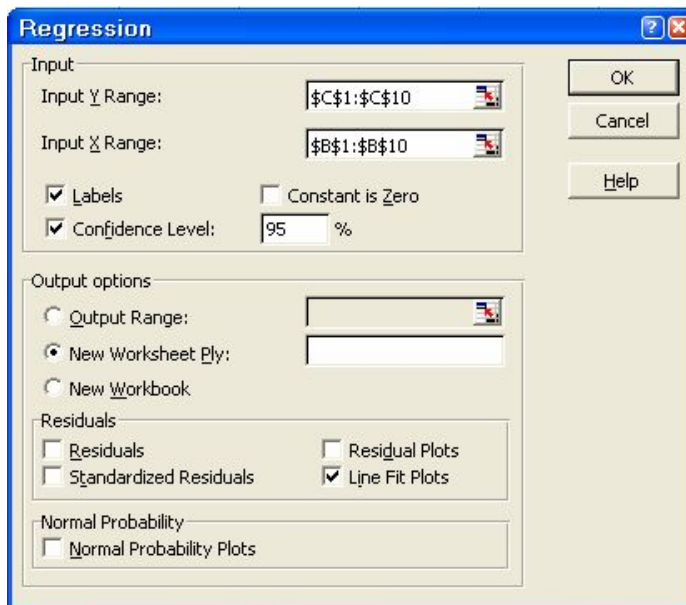 Regression
Input
Input Y Range: $C$1:$C$10
Input X Range: $B$1:$B$10
Labels Constant is Zero
Confidence Level: 95 %
OK
Cancel
Help
Output options
Output Range:
New Worksheet Ply:
New Workbook
Residuals
Residuals Residual Plots
Standardized Residuals Line Fit Plots
Normal Probability
Normal Probability Plots